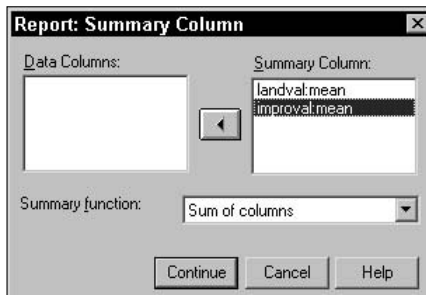 Report: Summary Column
Data Columns:
Summary Column:
landval:mean
improval:mean
Summary function:
Sum of columns
Continue
Cancel
Help